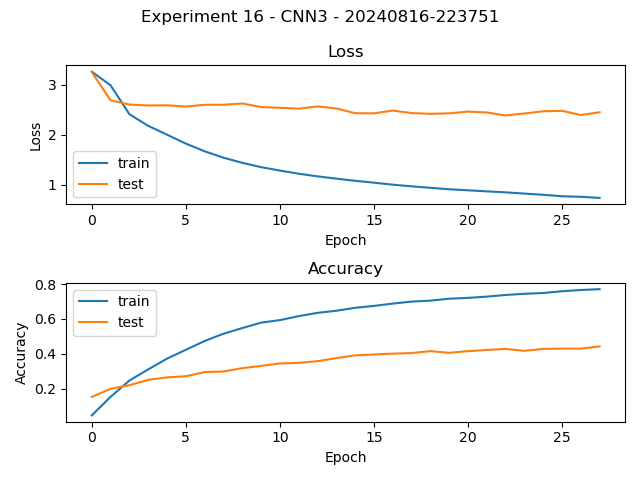 Experiment 16 - CNN3 - 20240816-223751
Loss
3
2
1
Loss
train
test
0 5 10 15 20 25
Epoch
Accuracy
0.8
0.6
0.4
0.2
Accuracy
train
test
0 5 10 15 20 25
Epoch